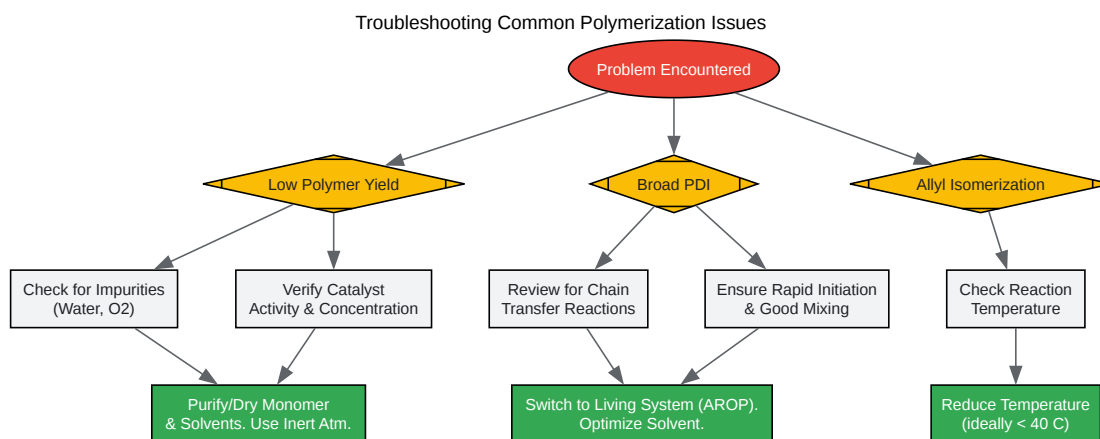 Troubleshooting Common Polymerization Issues
Problem Encountered
Low Polymer Yield
Broad PDI
Allyl Isomerization
Check for Impurities
(Water, O2)
Verify Catalyst
Activity & Concentration
Review for Chain
Transfer Reactions
Ensure Rapid Initiation
& Good Mixing
Check Reaction
Temperature
Purify/Dry Monomer
& Solvents. Use Inert Atm.
Switch to Living System (AROP).
Optimize Solvent.
Reduce Temperature
(ideally < 40 C)